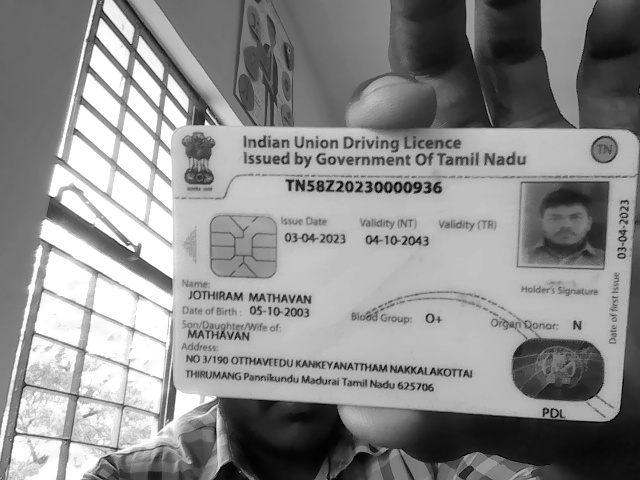 Indian Union Driving Licence
Issued by Government Of Tamil Nadu
TN
TN58Z20230000936
Issue Date Validity (NT) Validity (TR)
03-04-2023 04-10-2043
Name:
JOTHIRAM MATHAVAN
Holder's Signature
Date of Birth : 05-10-2003 Blood Group: O+ Organ Donor: N
Son/Daughter/Wife of:
MATHAVAN
Address:
NO 3/190 OTTHAVEEDU KANKEYANATTHAM NAKKALAKOTTAI
THIRUMANG Pannikundu Madurai Tamil Nadu 625706
PDL
Date of first Issue 03-04-2023